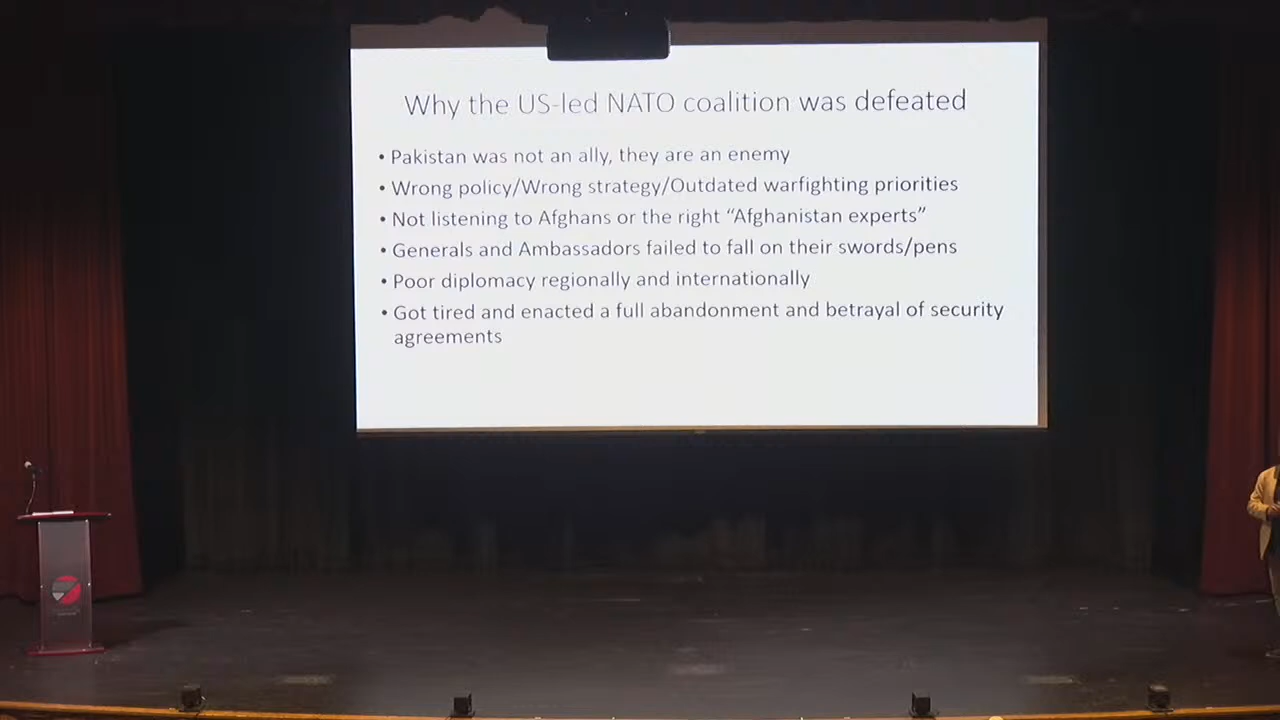 Why the US-led NATO coalition was defeated
• Pakistan was not an ally, they are an enemy
• Wrong policy/Wrong strategy/Outdated warfighting priorities
• Not listening to Afghans or the right “Afghanistan experts”
• Generals and Ambassadors failed to fall on their swords/pens
• Poor diplomacy regionally and internationally
• Got tired and enacted a full abandonment and betrayal of security
agreements